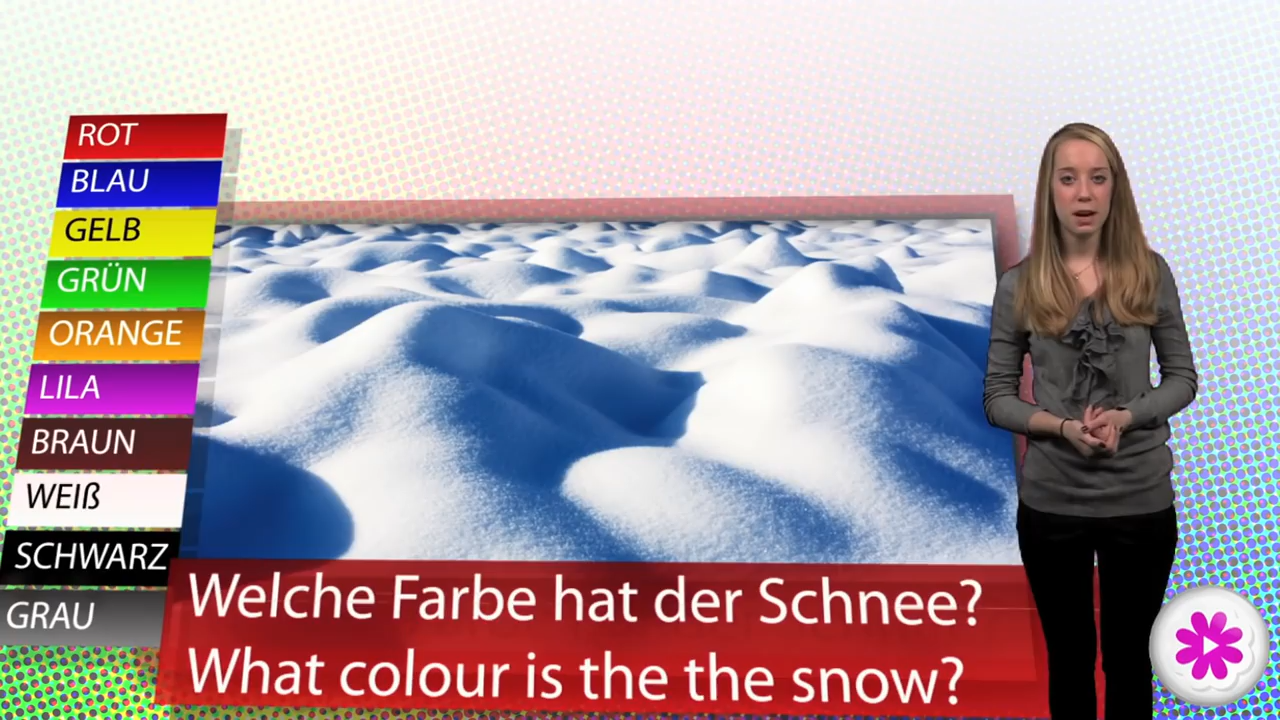 ROT
BLAU
GELB
GRÜN
ORANGE
LILA
BRAUN
WEIß
SCHWARZ
GRAU
Welche Farbe hat der Schnee?
What colour is the the snow?